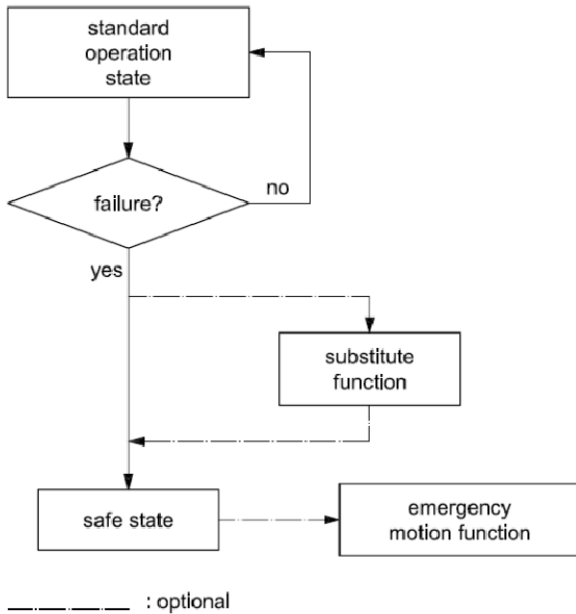 standard
operation
state
failure?
no
yes
substitute
function
safe state
emergency
motion function
: optional